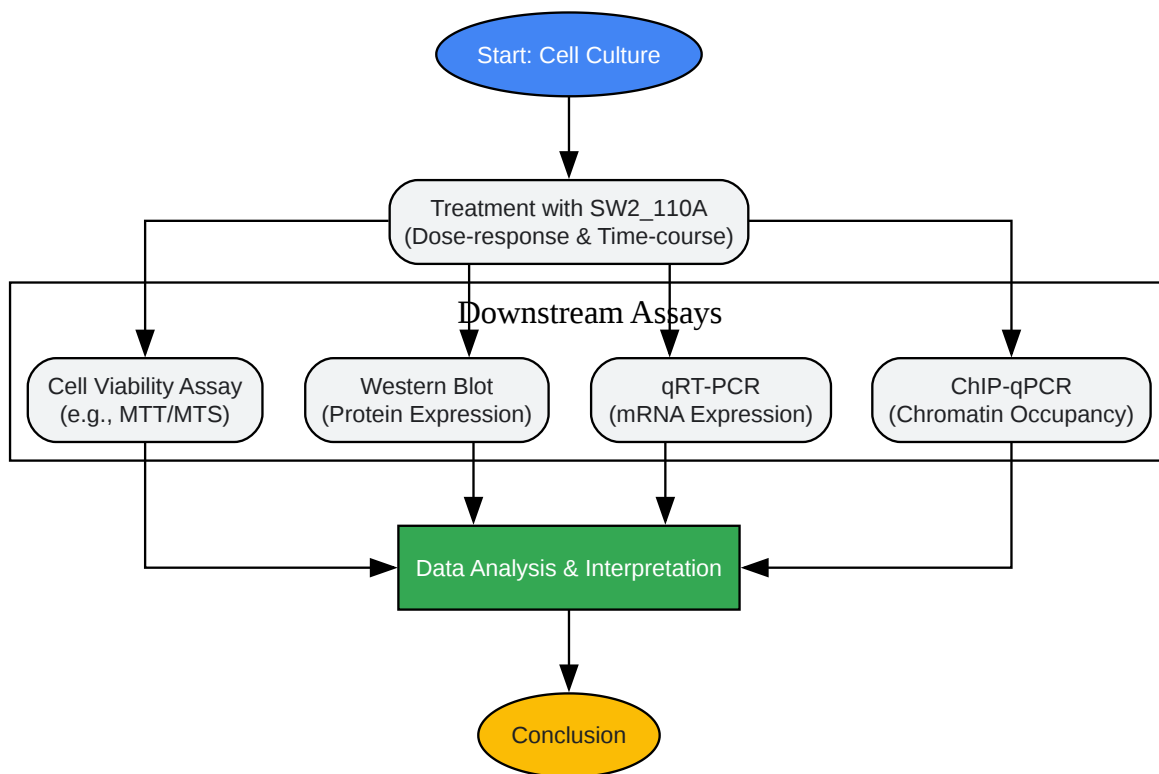 Start: Cell Culture
Treatment with SW2_110A
(Dose-response & Time-course)
Downstream Assays
Cell Viability Assay
(e.g., MTT/MTS)
Western Blot
(Protein Expression)
qRT-PCR
(mRNA Expression)
ChIP-qPCR
(Chromatin Occupancy)
Data Analysis & Interpretation
Conclusion